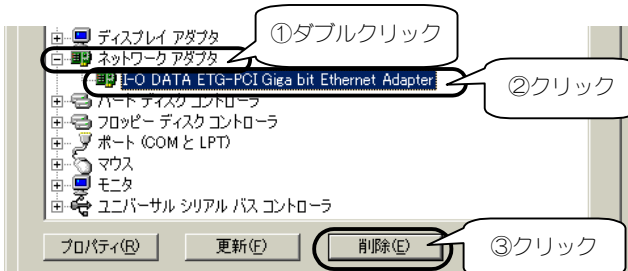 ディスプレイ アダプタ
①ダブルクリック
ネットワーク アダプタ
I-O DATA ETG-PCI Giga bit Ethernet Adapter
②クリック
ハード ディスク コントローラ
フロッピー ディスク コントローラ
ポート (COM と LPT)
マウス
モニタ
ユニバーサル シリアル バス コントローラ
プロパティ(R)
更新(F)
削除(E)
③クリック